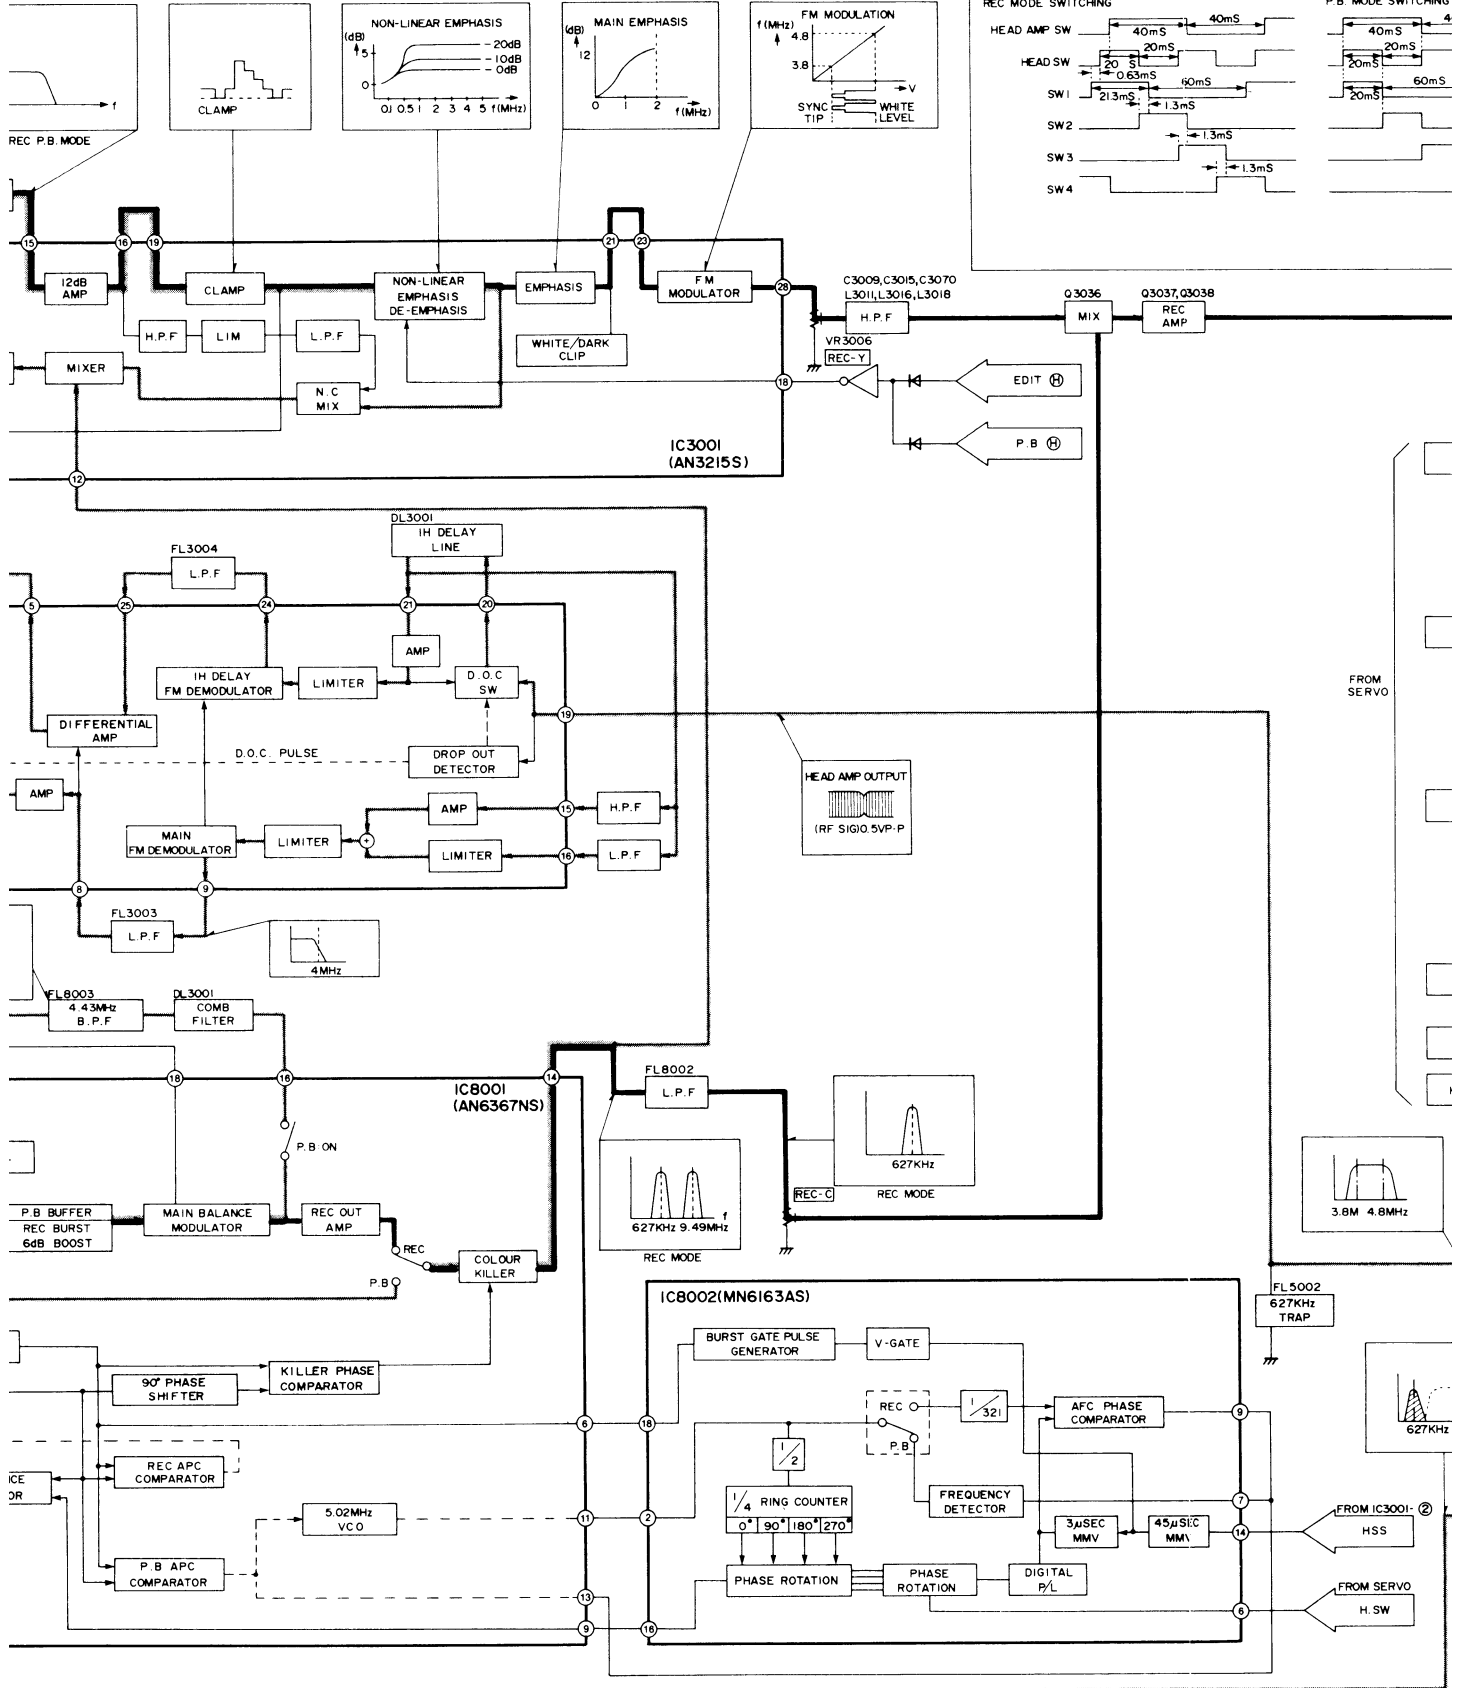 REC MODE SWITCHING
P.B. MODE SWITCHING
NON-LINEAR EMPHASIS
(dB)
5
0
-20dB
-10dB
-0dB
0.1 0.5 1 2 3 4 5 f(MHz)
MAIN EMPHASIS
(dB)
12
0 1 2
f(MHz)
FM MODULATION
f(MHz)
4.8
3.8
V
SYNC TIP
WHITE LEVEL
CLAMP
f
REC P.B. MODE
HEAD AMP SW
40mS
40mS
40mS
HEAD SW
20mS
20 S
20mS
20mS
0.63mS
SW1
21.3mS
60mS
20mS
60mS
1.3mS
SW2
1.3mS
SW3
1.3mS
SW4
15
16
19
21
23
12dB
AMP
CLAMP
NON-LINEAR
EMPHASIS
DE-EMPHASIS
EMPHASIS
FM
MODULATOR
28
C3009,C3015,C3070
L3011,L3016,L3018
H.P.F
Q3036
MIX
Q3037,Q3038
REC
AMP
H.P.F
LIM
L.P.F
WHITE/DARK
CLIP
VR3006
REC-Y
MIXER
N.C
MIX
18
EDIT H
P.B H
IC3001
(AN3215S)
12
DL3001
1H DELAY
LINE
FL3004
L.P.F
5
25
24
21
20
AMP
1H DELAY
FM DEMODULATOR
LIMITER
D.O.C
SW
FROM
SERVO
DIFFERENTIAL
AMP
19
D.O.C. PULSE
DROP OUT
DETECTOR
HEAD AMP OUTPUT
(RF SIG)0.5VP-P
AMP
AMP
15
H.P.F
MAIN
FM DEMODULATOR
LIMITER
+
LIMITER
16
L.P.F
8
9
FL3003
L.P.F
4MHz
FL8003
4.43MHz
B.P.F
DL3001
COMB
FILTER
18
16
14
IC8001
(AN6367NS)
FL8002
L.P.F
P.B:ON
627KHz
REC MODE
627KHz 9.49MHz
f
REC MODE
REC-C
3.8M 4.8MHz
P.B BUFFER
REC BURST
6dB BOOST
MAIN BALANCE
MODULATOR
REC OUT
AMP
REC
P.B
COLOUR
KILLER
IC8002(MN6163AS)
FL5002
627KHz
TRAP
BURST GATE PULSE
GENERATOR
V-GATE
KILLER PHASE
COMPARATOR
90° PHASE
SHIFTER
6
18
REC
P.B
1/321
AFC PHASE
COMPARATOR
9
627KHz
1/2
REC APC
COMPARATOR
1/4 RING COUNTER
0° 90° 180° 270°
FREQUENCY
DETECTOR
7
5.02MHz
VCO
11
2
3μSEC
MMV
45μSEC
MMV
14
FROM IC3001-②
HSS
P.B APC
COMPARATOR
PHASE ROTATION
PHASE
ROTATION
DIGITAL
P/L
FROM SERVO
H.SW
13
6
9
16